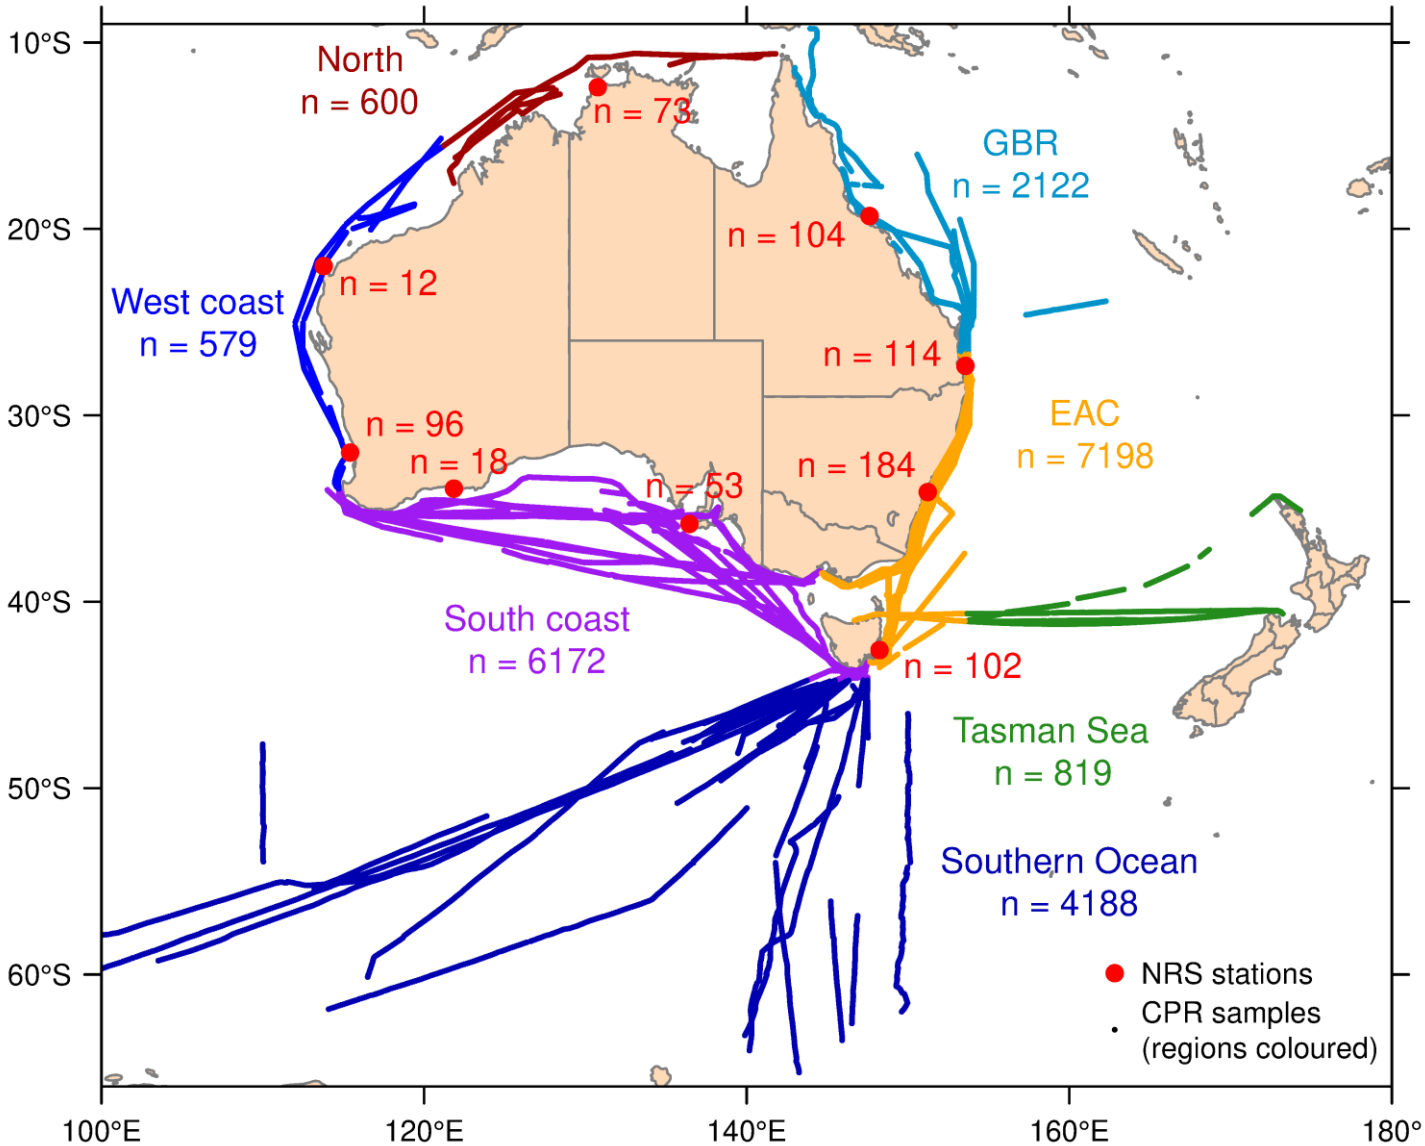 10°S
North
n = 600
n = 73
GBR
n = 2122
20°S
n = 104
n = 12
West coast
n = 579
n = 114
30°S
n = 96
EAC
n = 7198
n = 18
n = 184
n = 53
40°S
South coast
n = 6172
n = 102
Tasman Sea
n = 819
50°S
Southern Ocean
n = 4188
60°S
NRS stations
CPR samples
(regions coloured)
100°E
120°E
140°E
160°E
180°